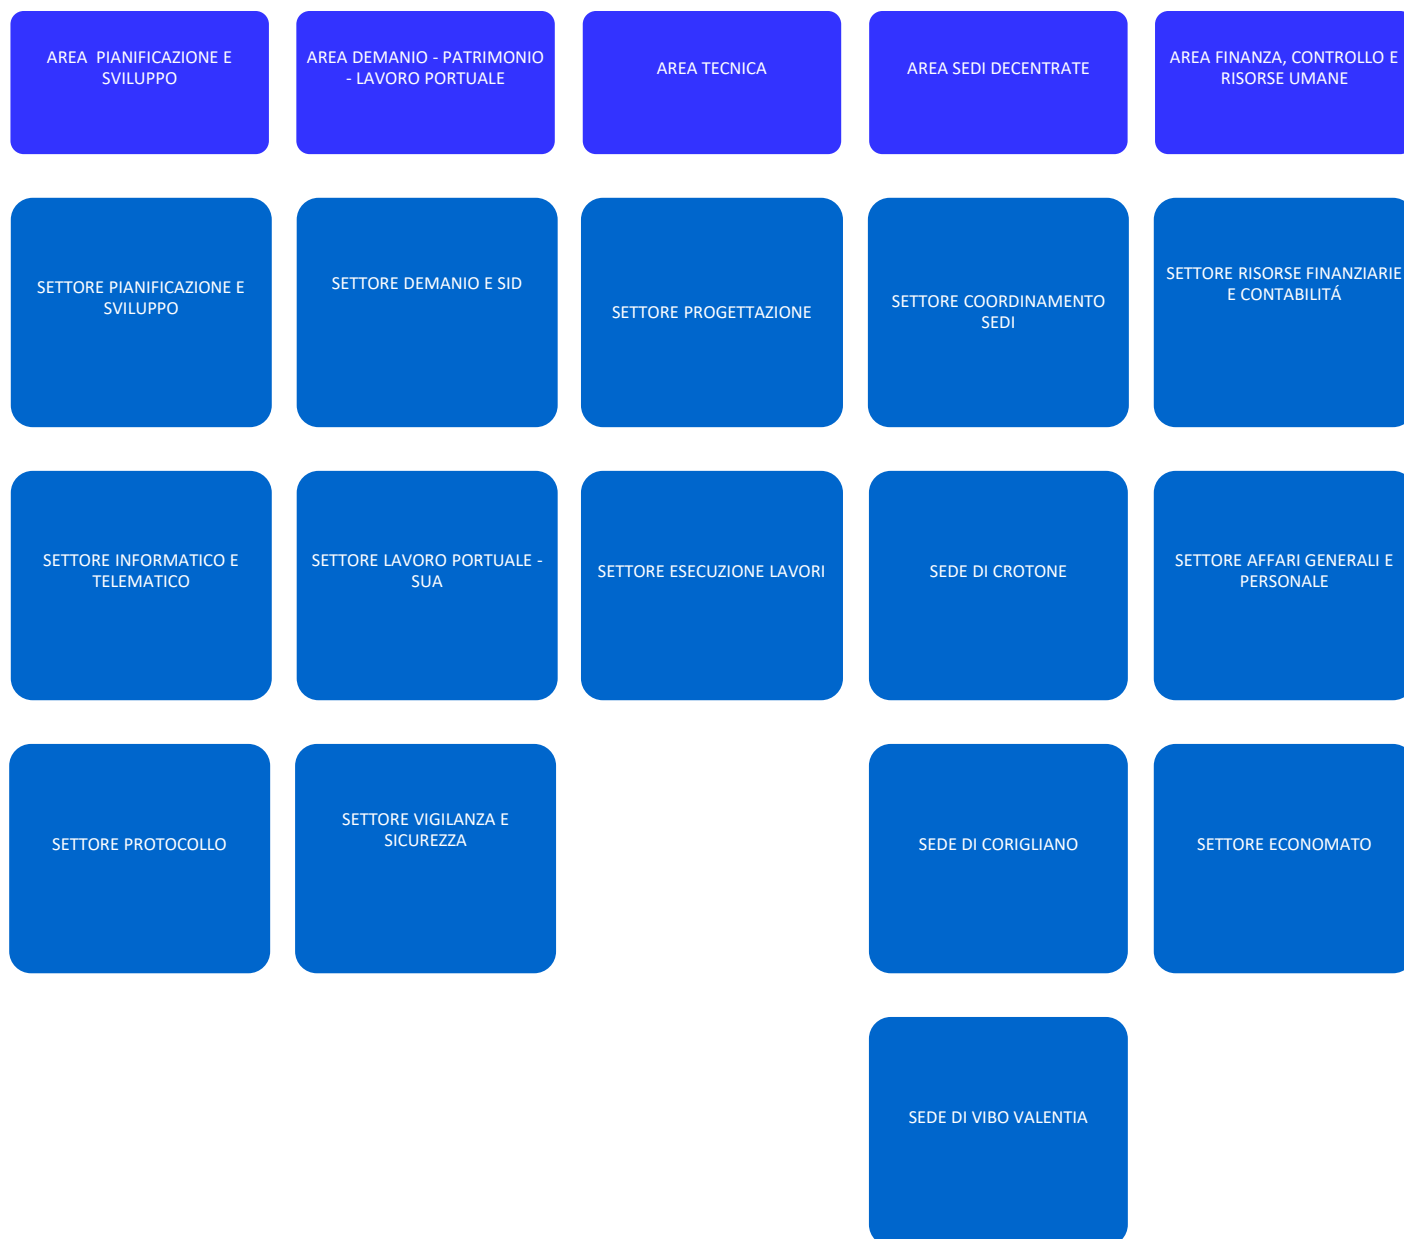 AREA PIANIFICAZIONE E
SVILUPPO
AREA DEMANIO - PATRIMONIO
- LAVORO PORTUALE
AREA TECNICA
AREA SEDI DECENTRATE
AREA FINANZA, CONTROLLO E
RISORSE UMANE
SETTORE PIANIFICAZIONE E
SVILUPPO
SETTORE DEMANIO E SID
SETTORE PROGETTAZIONE
SETTORE COORDINAMENTO
SEDI
SETTORE RISORSE FINANZIARIE
E CONTABILITÁ
SETTORE INFORMATICO E
TELEMATICO
SETTORE LAVORO PORTUALE -
SUA
SETTORE ESECUZIONE LAVORI
SEDE DI CROTONE
SETTORE AFFARI GENERALI E
PERSONALE
SETTORE PROTOCOLLO
SETTORE VIGILANZA E
SICUREZZA
SEDE DI CORIGLIANO
SETTORE ECONOMATO
SEDE DI VIBO VALENTIA